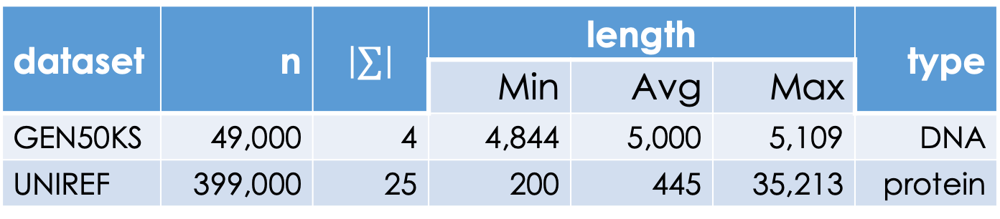 dataset n |∑| length type
Min Avg Max
GEN50KS 49,000 4 4,844 5,000 5,109 DNA
UNIREF 399,000 25 200 445 35,213 protein